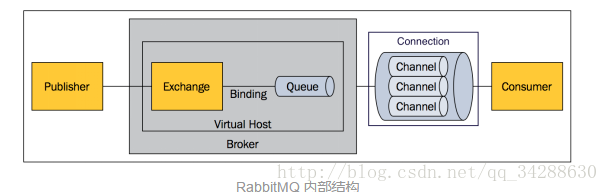 Connection
Channel
Publisher
Exchange
Binding
Queue
Channel
Consumer
Channel
Virtual Host
Broker
http://blog.csdn.net/qq_34288630
RabbitMQ 内部结构